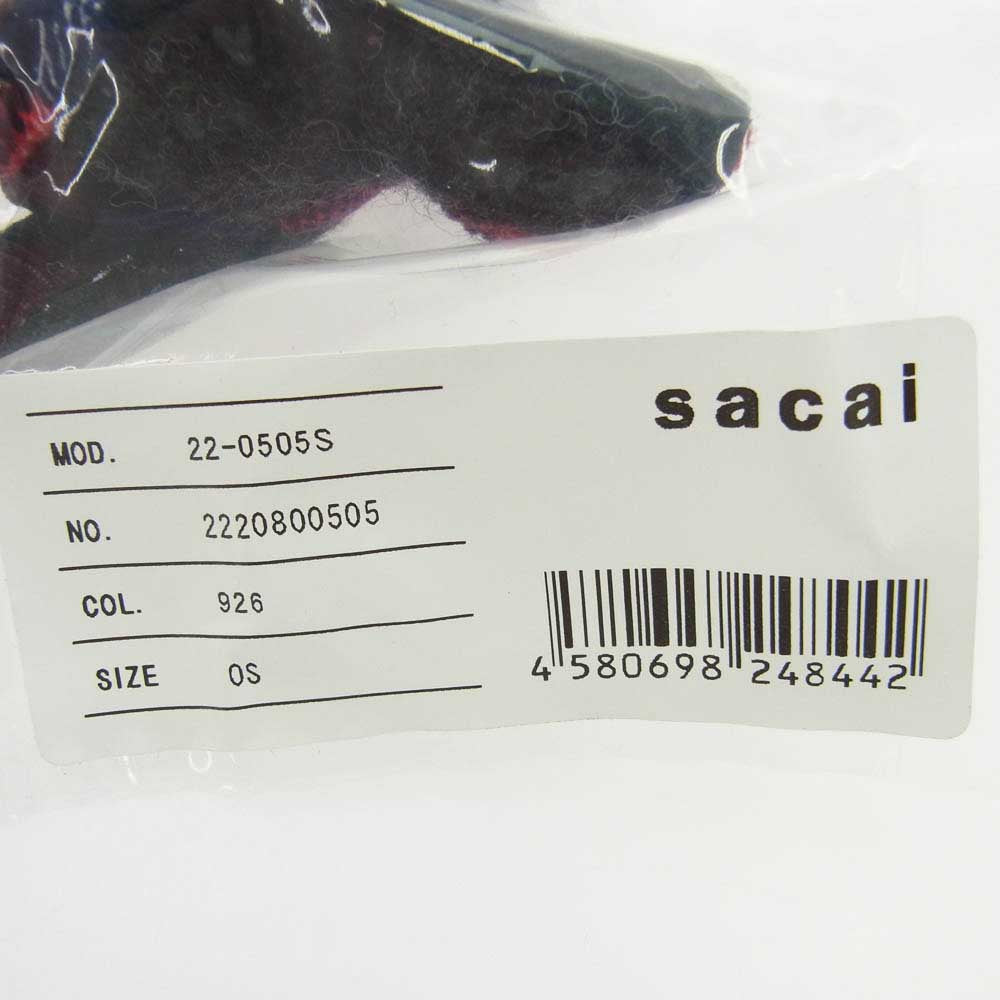 sacai
MOD. 22-0505S
NO. 2220800505
COL. 926
SIZE OS
4 580698 248442